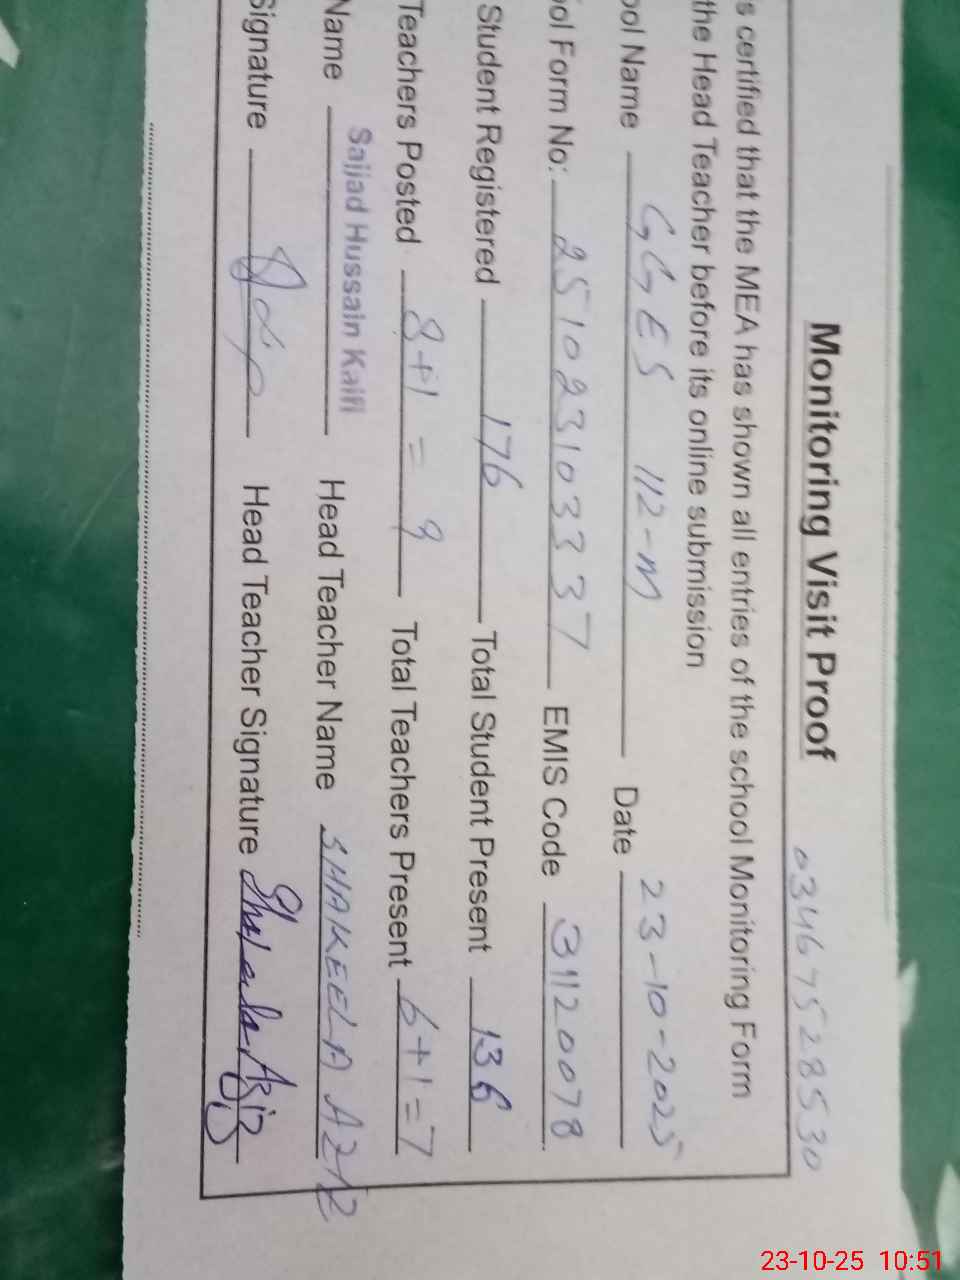 Monitoring Visit Proof 03467528530
s certified that the MEA has shown all entries of the school Monitoring Form
the Head Teacher before its online submission
ool Name GGES 112-M Date 23-10-2025
ol Form No: 2510231033 37 EMIS Code 31120078
Student Registered 176 Total Student Present 136
Teachers Posted 8+1 = 9 Total Teachers Present 6+1=7
Name Sajjad Hussain Kaifi Head Teacher Name SHAKEELA AZIZ
Signature Head Teacher Signature
23-10-25 10:51